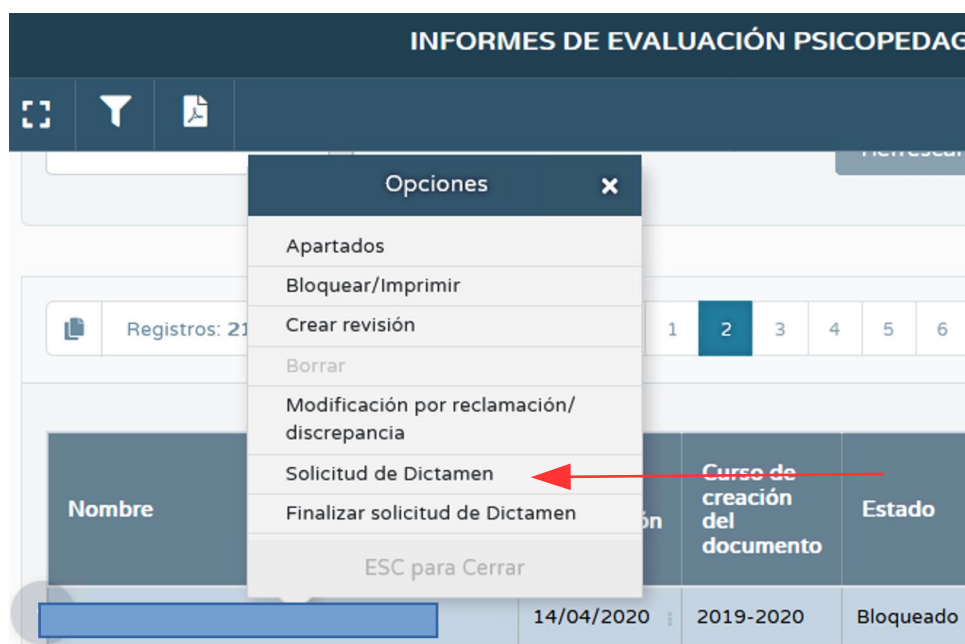 INFORMES DE EVALUACIÓN PSICOPEDAG
Refrescar
Opciones
Apartados
Bloquear/Imprimir
Crear revisión
Borrar
Modificación por reclamación/
discrepancia
Solicitud de Dictamen
Finalizar solicitud de Dictamen
ESC para Cerrar
Registros: 21
1 2 3 4 5 6
Nombre
ón
Curso de
creación
del
documento
Estado
14/04/2020
2019-2020
Bloqueado